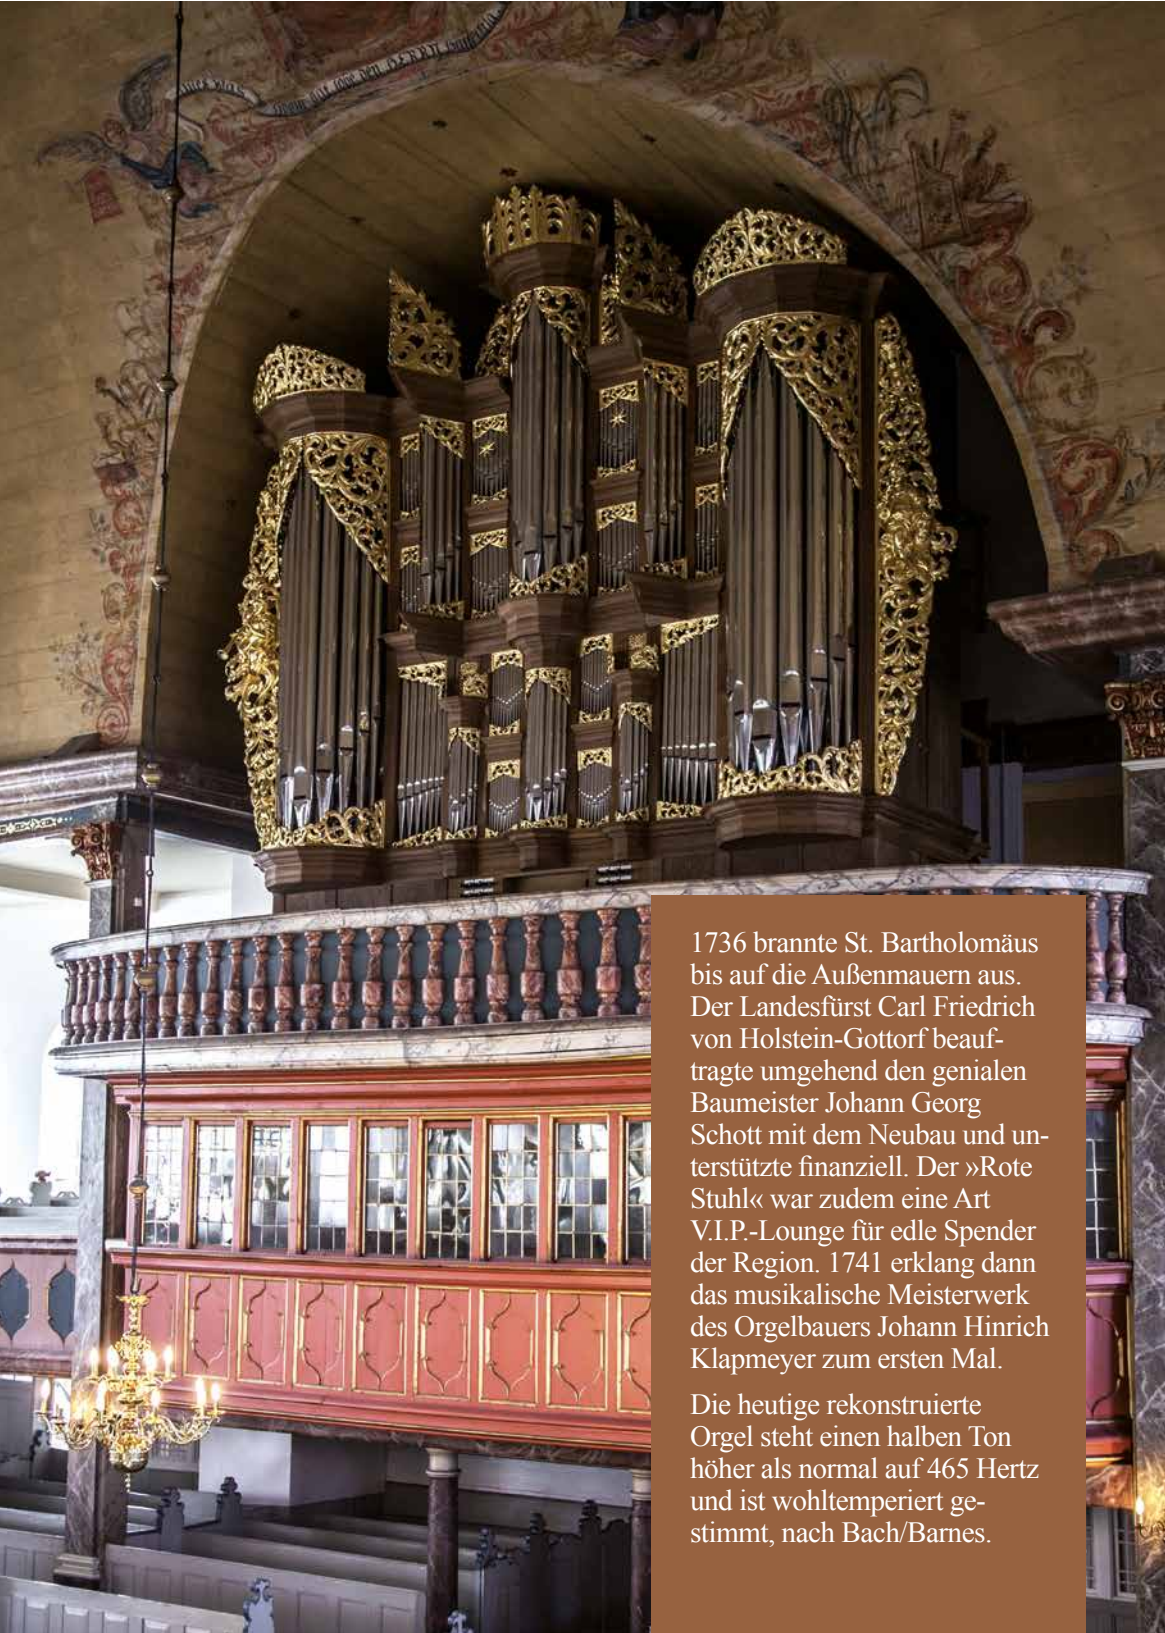 den HERRN
1736 brannte St. Bartholomäus
bis auf die Außenmauern aus.
Der Landesfürst Carl Friedrich
von Holstein-Gottorf beauf-
tragte umgehend den genialen
Baumeister Johann Georg
Schott mit dem Neubau und un-
terstützte finanziell. Der »Rote
Stuhl« war zudem eine Art
V.I.P.-Lounge für edle Spender
der Region. 1741 erklang dann
das musikalische Meisterwerk
des Orgelbauers Johann Hinrich
Klapmeyer zum ersten Mal.
Die heutige rekonstruierte
Orgel steht einen halben Ton
höher als normal auf 465 Hertz
und ist wohltemperiert ge-
stimmt, nach Bach/Barnes.